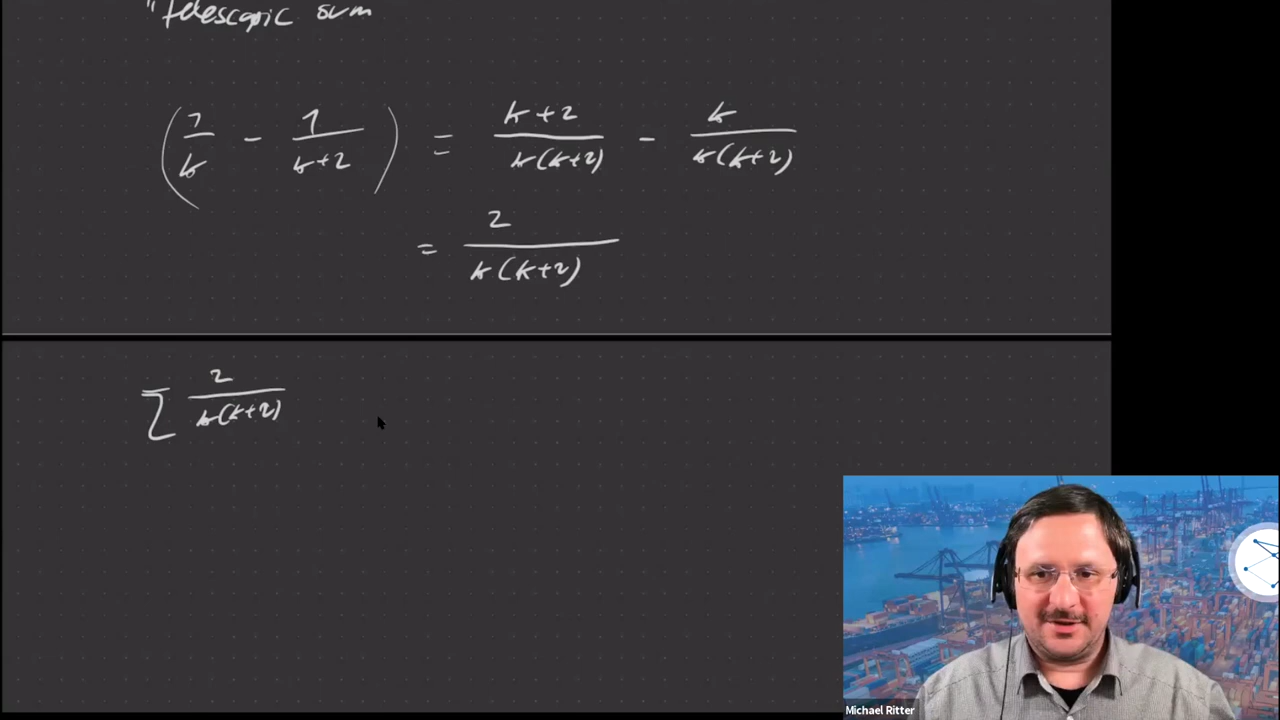 "Telescopic sum
(1/k - 1/(k+2)) = (k+2)/(k(k+2)) - k/(k(k+2))
= 2/(k(k+2))
Σ 2/(k(k+2))
Michael Ritter